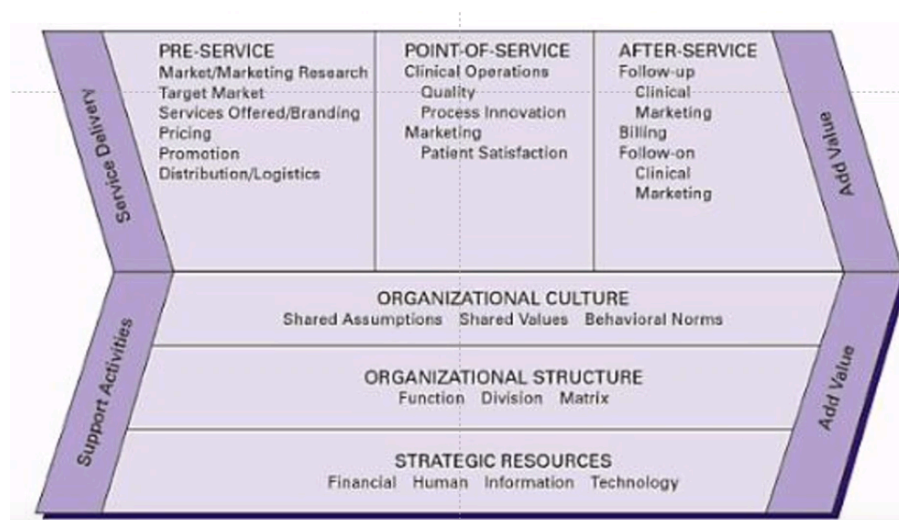 Service Delivery
PRE-SERVICE
Market/Marketing Research
Target Market
Services Offered/Branding
Pricing
Promotion
Distribution/Logistics
POINT-OF-SERVICE
Clinical Operations
Quality
Process Innovation
Marketing
Patient Satisfaction
AFTER-SERVICE
Follow-up
Clinical
Marketing
Billing
Follow-on
Clinical
Marketing
Add Value
Support Activities
ORGANIZATIONAL CULTURE
Shared Assumptions Shared Values Behavioral Norms
ORGANIZATIONAL STRUCTURE
Function Division Matrix
STRATEGIC RESOURCES
Financial Human Information Technology
Add Value